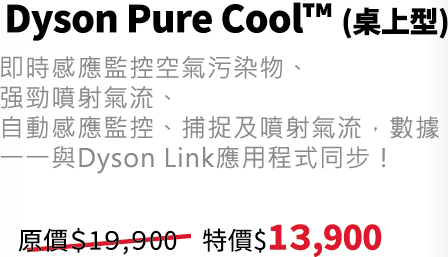 Dyson Pure Cool™ (桌上型)
即時感應監控空氣污染物、
强勁噴射氣流、
自動感應監控、捕捉及噴射氣流，數據
一一與Dyson Link應用程式同步！
原價$19,900 特價$13,900